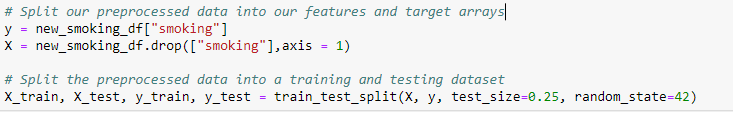 # Split our preprocessed data into our features and target arrays
y = new_smoking_df["smoking"]
X = new_smoking_df.drop(["smoking"],axis = 1)
# Split the preprocessed data into a training and testing dataset
X_train, X_test, y_train, y_test = train_test_split(X, y, test_size=0.25, random_state=42)